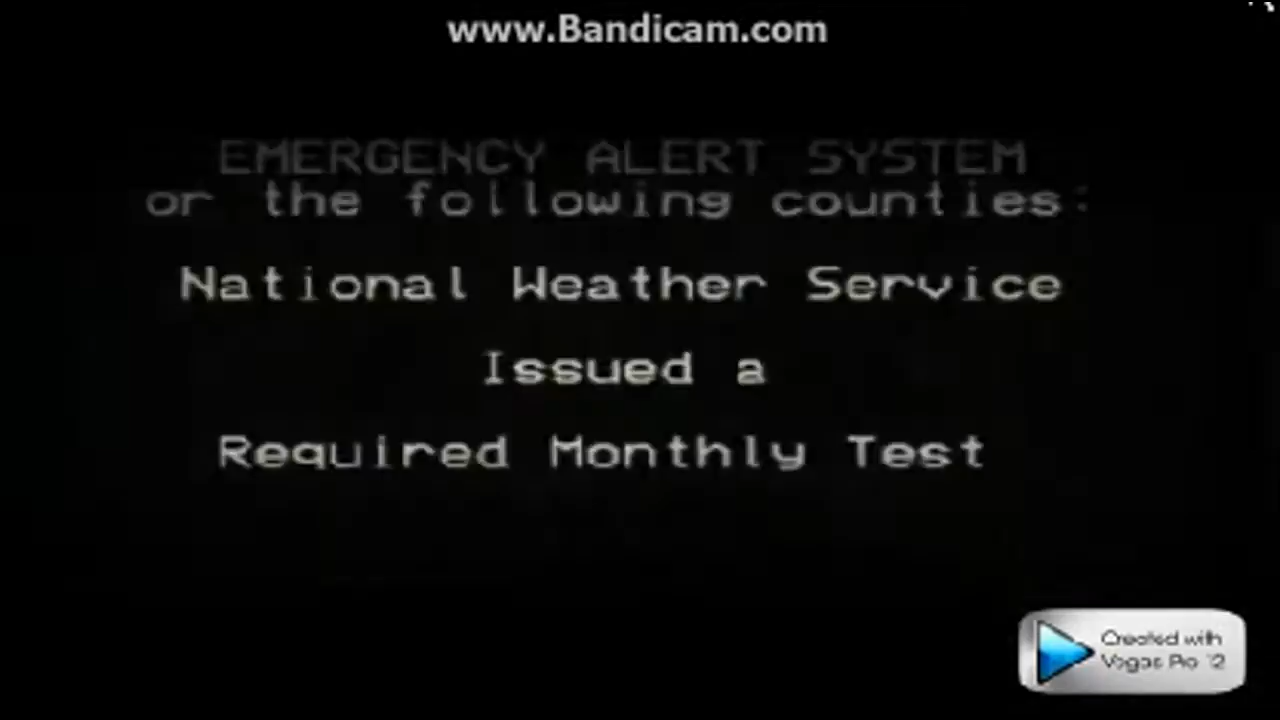 www.Bandicam.com
EMERGENCY ALERT SYSTEM
or the following counties:
National Weather Service
Issued a
Required Monthly Test
Created with
Vegas Pro 12